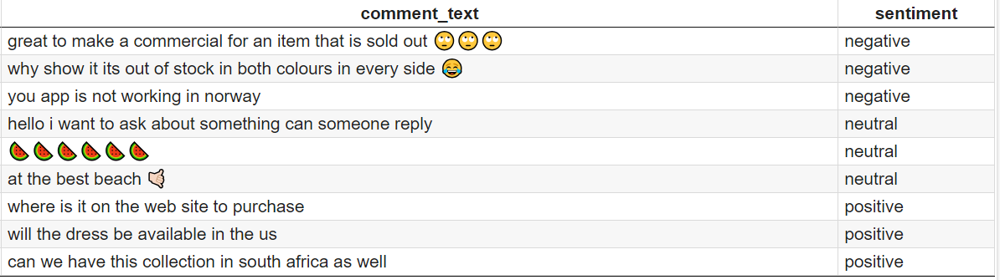 comment_text sentiment
great to make a commercial for an item that is sold out 🙄🙄🙄 negative
why show it its out of stock in both colours in every side 😂 negative
you app is not working in norway negative
hello i want to ask about something can someone reply neutral
🍉🍉🍉🍉🍉🍉 neutral
at the best beach 🤙🏻 neutral
where is it on the web site to purchase positive
will the dress be available in the us positive
can we have this collection in south africa as well positive